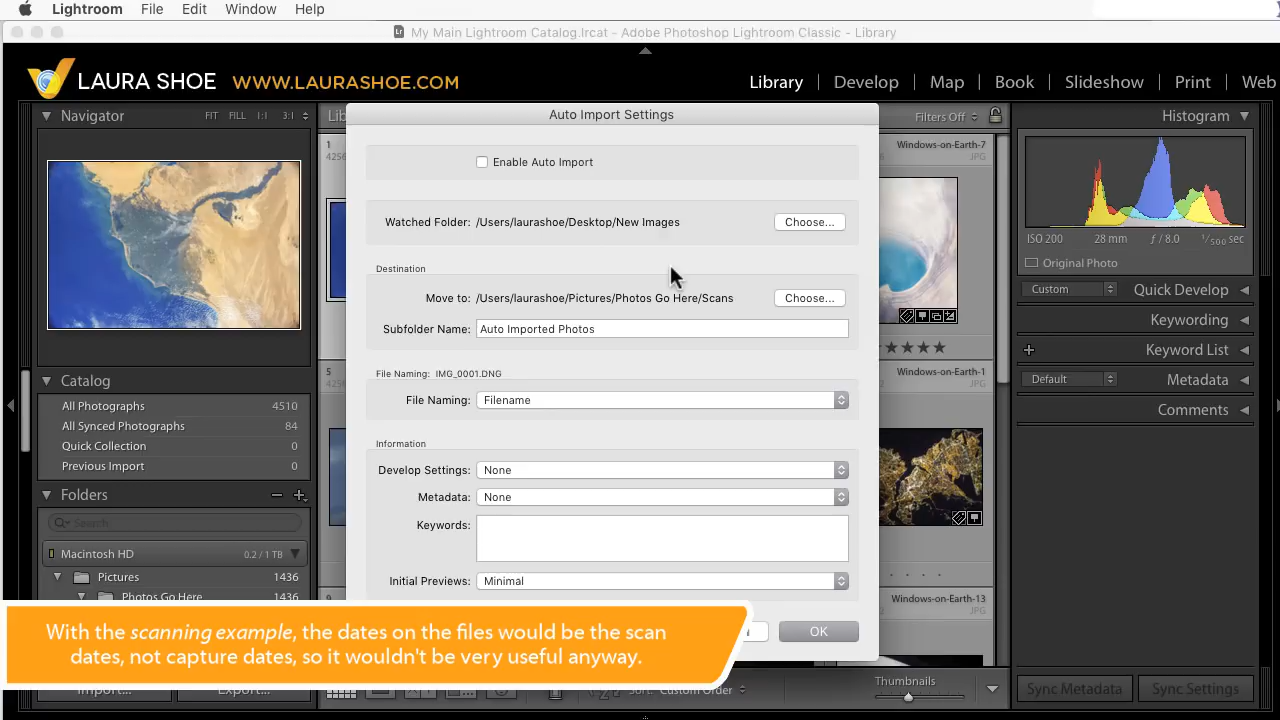 Lightroom File Edit Window Help
My Main Lightroom Catalog.lrcat - Adobe Photoshop Lightroom Classic - Library
LAURA SHOE WWW.LAURASHOE.COM
Library | Develop | Map | Book | Slideshow | Print | Web
Navigator FIT FILL 1:1 3:1
Filters Off
Histogram
Auto Import Settings
Enable Auto Import
Watched Folder: /Users/laurashoe/Desktop/New Images Choose...
Destination
Move to: /Users/laurashoe/Pictures/Photos Go Here/Scans Choose...
Subfolder Name: Auto Imported Photos
File Naming: IMG_0001.DNG
File Naming: Filename
Information
Develop Settings: None
Metadata: None
Keywords:
Initial Previews: Minimal
OK
1
Windows-on-Earth-7
JPG
5
Windows-on-Earth-1
JPG
Windows-on-Earth-13
JPG
ISO 200 28 mm ƒ / 8.0 1/500 sec
Original Photo
Custom Quick Develop
Keywording
Keyword List
Default Metadata
Comments
Catalog
All Photographs 4510
All Synced Photographs 84
Quick Collection 0
Previous Import 0
Folders
Search
Macintosh HD 0.2 / 1 TB
Pictures 1436
Photos Go Here 1436
With the scanning example, the dates on the files would be the scan
dates, not capture dates, so it wouldn't be very useful anyway.
Import... Export...
Sort: Custom Order
Thumbnails
Sync Metadata Sync Settings